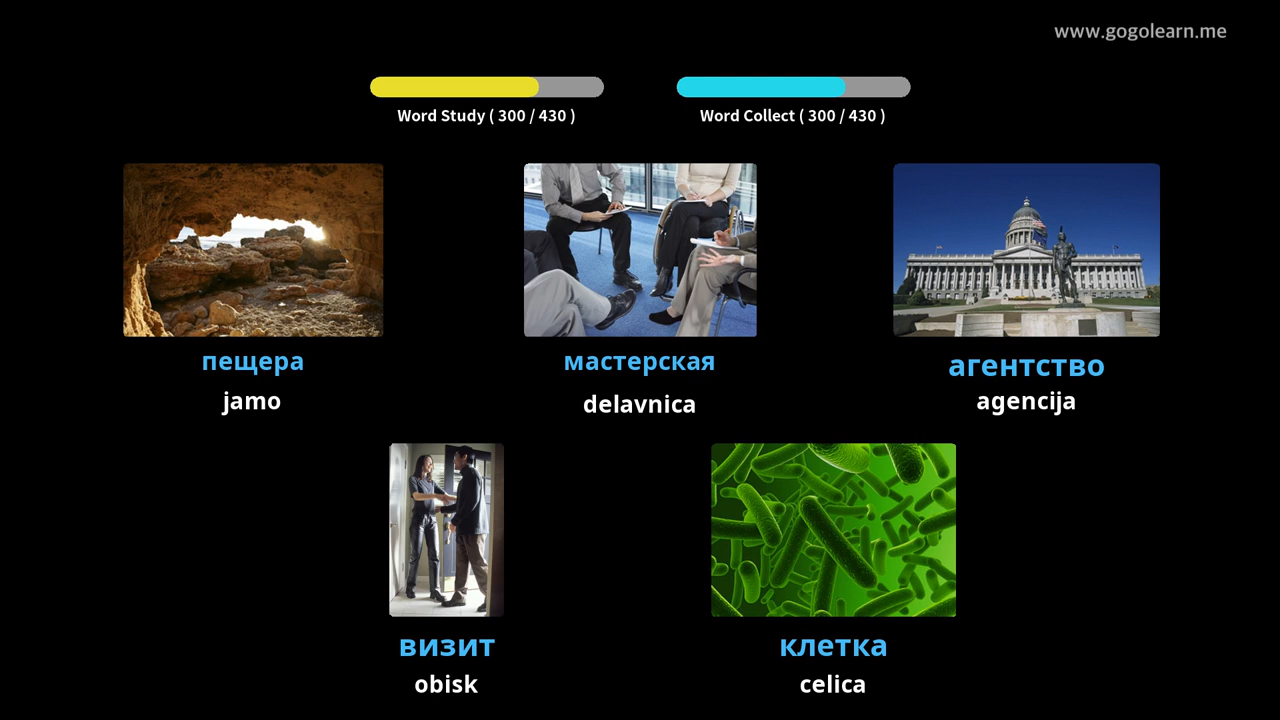 www.gogolearn.me
Word Study ( 300 / 430 )
Word Collect ( 300 / 430 )
пещера
jamo
мастерская
delavnica
агентство
agencija
визит
obisk
клетка
celica